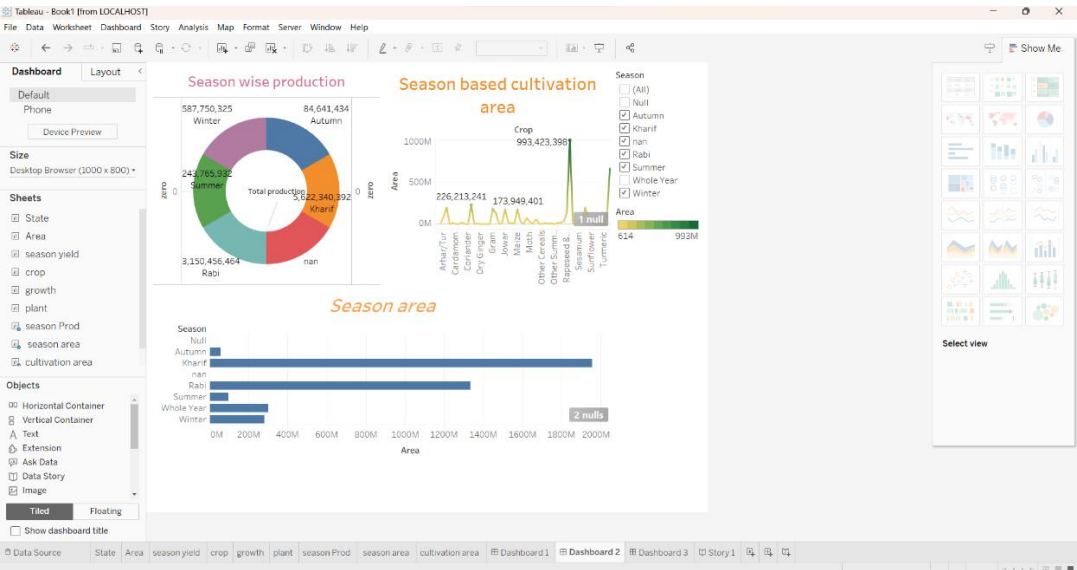 Tableau - Book1 [from LOCALHOST]
File Data Worksheet Dashboard Story Analysis Map Format Server Window Help
Show Me
Dashboard Layout
Default
Phone
Device Preview
Size
Desktop Browser (1000 x 800)
Sheets
State
Area
season yield
crop
growth
plant
season Prod
season area
cultivation area
Objects
Horizontal Container
Vertical Container
Text
Extension
Ask Data
Data Story
Image
Tiled Floating
Show dashboard title
Season wise production
587,750,325
Winter
84,641,434
Autumn
243,765,932
Summer
Total production
5,622,340,392
Kharif
3,150,456,464
Rabi
nan
zero
0
0
zero
Season based cultivation
area
Crop
993,423,398
1000M
500M
0M
Area
226,213,241
173,949,401
1 null
Arhar/Tur
Cardamom
Coriander
Dry Ginger
Gram
Jowar
Maize
Moth
Other Cereals
Other Summ..
Rapeseed &..
Sesamum
Sunflower
Turmeric
Season
(All)
Null
Autumn
Kharif
nan
Rabi
Summer
Whole Year
Winter
Area
614 993M
Season area
Season
Null
Autumn
Kharif
nan
Rabi
Summer
Whole Year
Winter
2 nulls
0M 200M 400M 600M 800M 1000M 1200M 1400M 1600M 1800M 2000M
Area
Select view
Data Source State Area season yield crop growth plant season Prod season area cultivation area Dashboard 1 Dashboard 2 Dashboard 3 Story 1